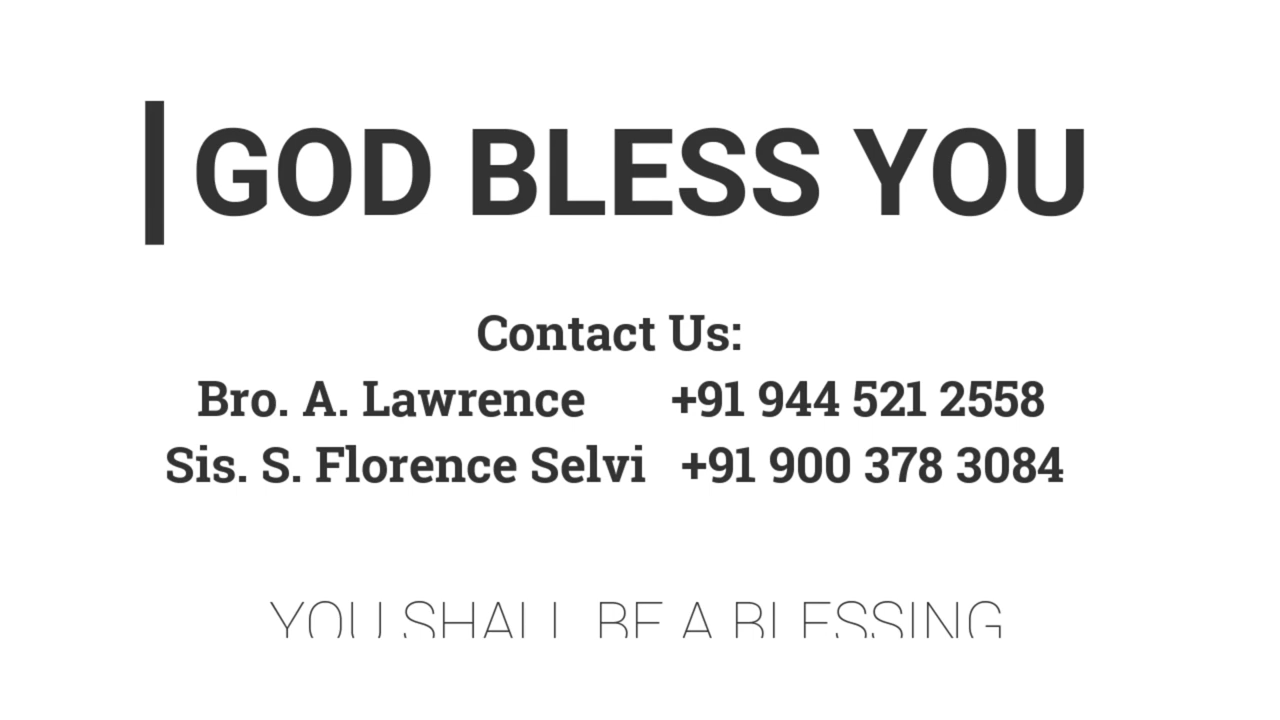 GOD BLESS YOU
Contact Us:
Bro. A. Lawrence +91 944 521 2558
Sis. S. Florence Selvi +91 900 378 3084
YOU SHALL BE A BLESSING